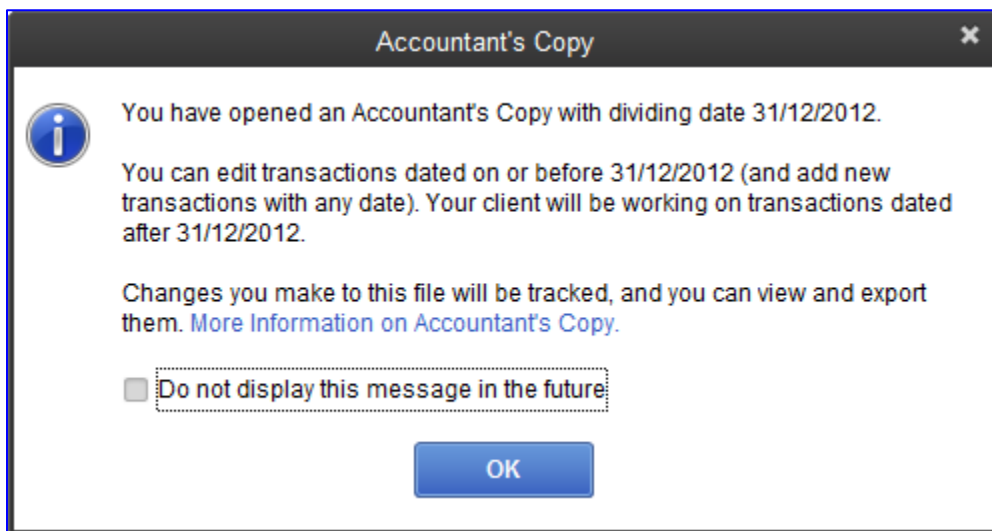 Accountant's Copy
You have opened an Accountant's Copy with dividing date 31/12/2012.
You can edit transactions dated on or before 31/12/2012 (and add new
transactions with any date). Your client will be working on transactions dated
after 31/12/2012.
Changes you make to this file will be tracked, and you can view and export
them. More Information on Accountant's Copy.
Do not display this message in the future
OK